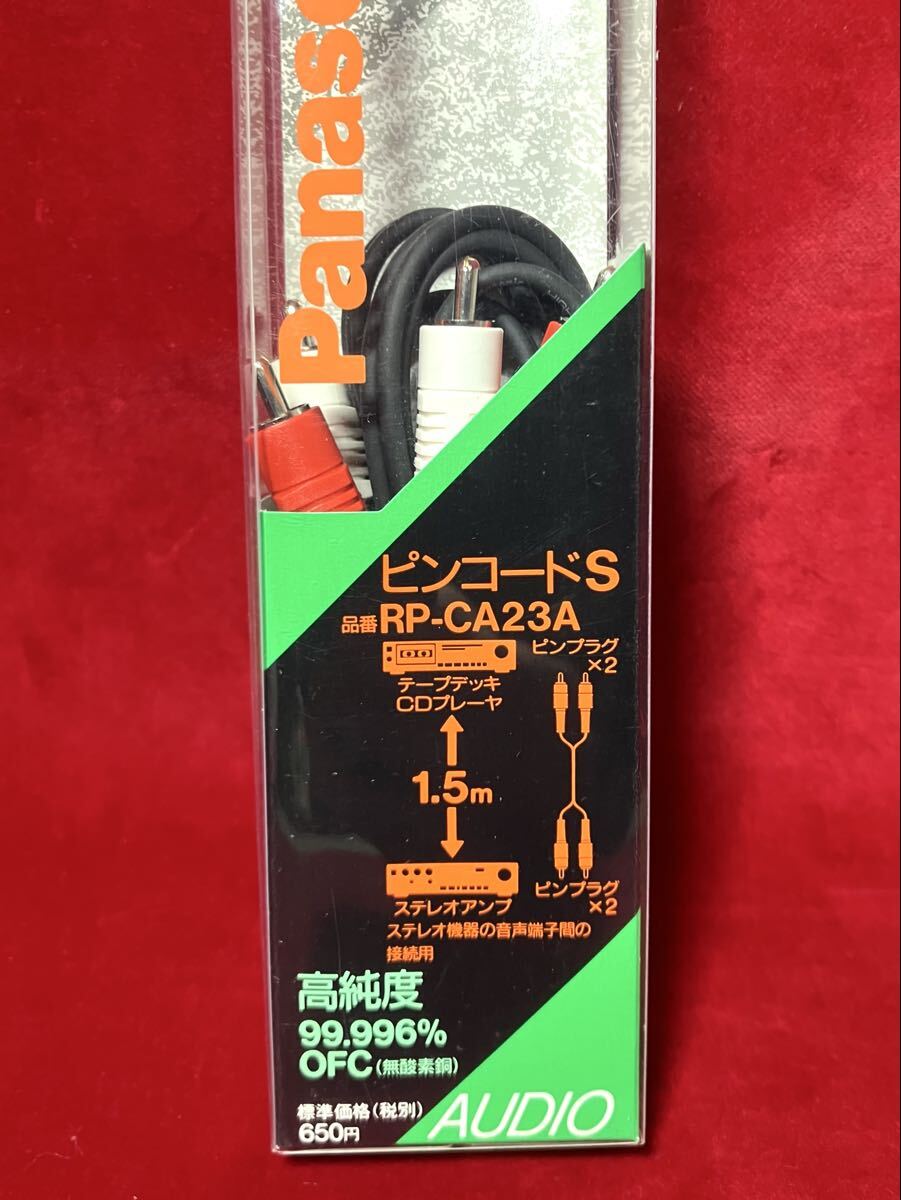 Panaso
ピンコードS
品番 RP-CA23A
ピンプラグ
×2
テープデッキ
CDプレーヤ
1.5m
ピンプラグ
×2
ステレオアンプ
ステレオ機器の音声端子間の
接続用
高純度
99.996%
OFC(無酸素銅)
標準価格(税別)
650円
AUDIO